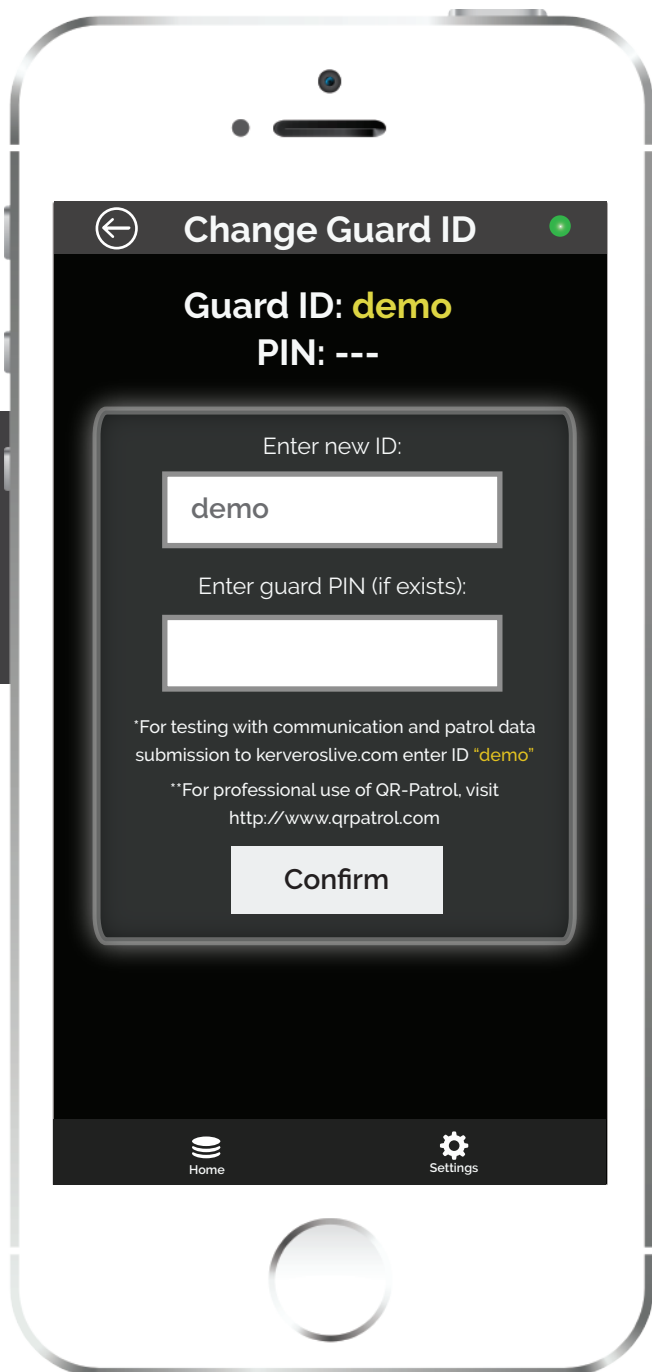 Change Guard ID
Guard ID: demo
PIN: ---
Enter new ID:
demo
Enter guard PIN (if exists):
*For testing with communication and patrol data
submission to kerveroslive.com enter ID “demo”
**For professional use of QR-Patrol, visit
http://www.qrpatrol.com
Confirm
Home
Settings